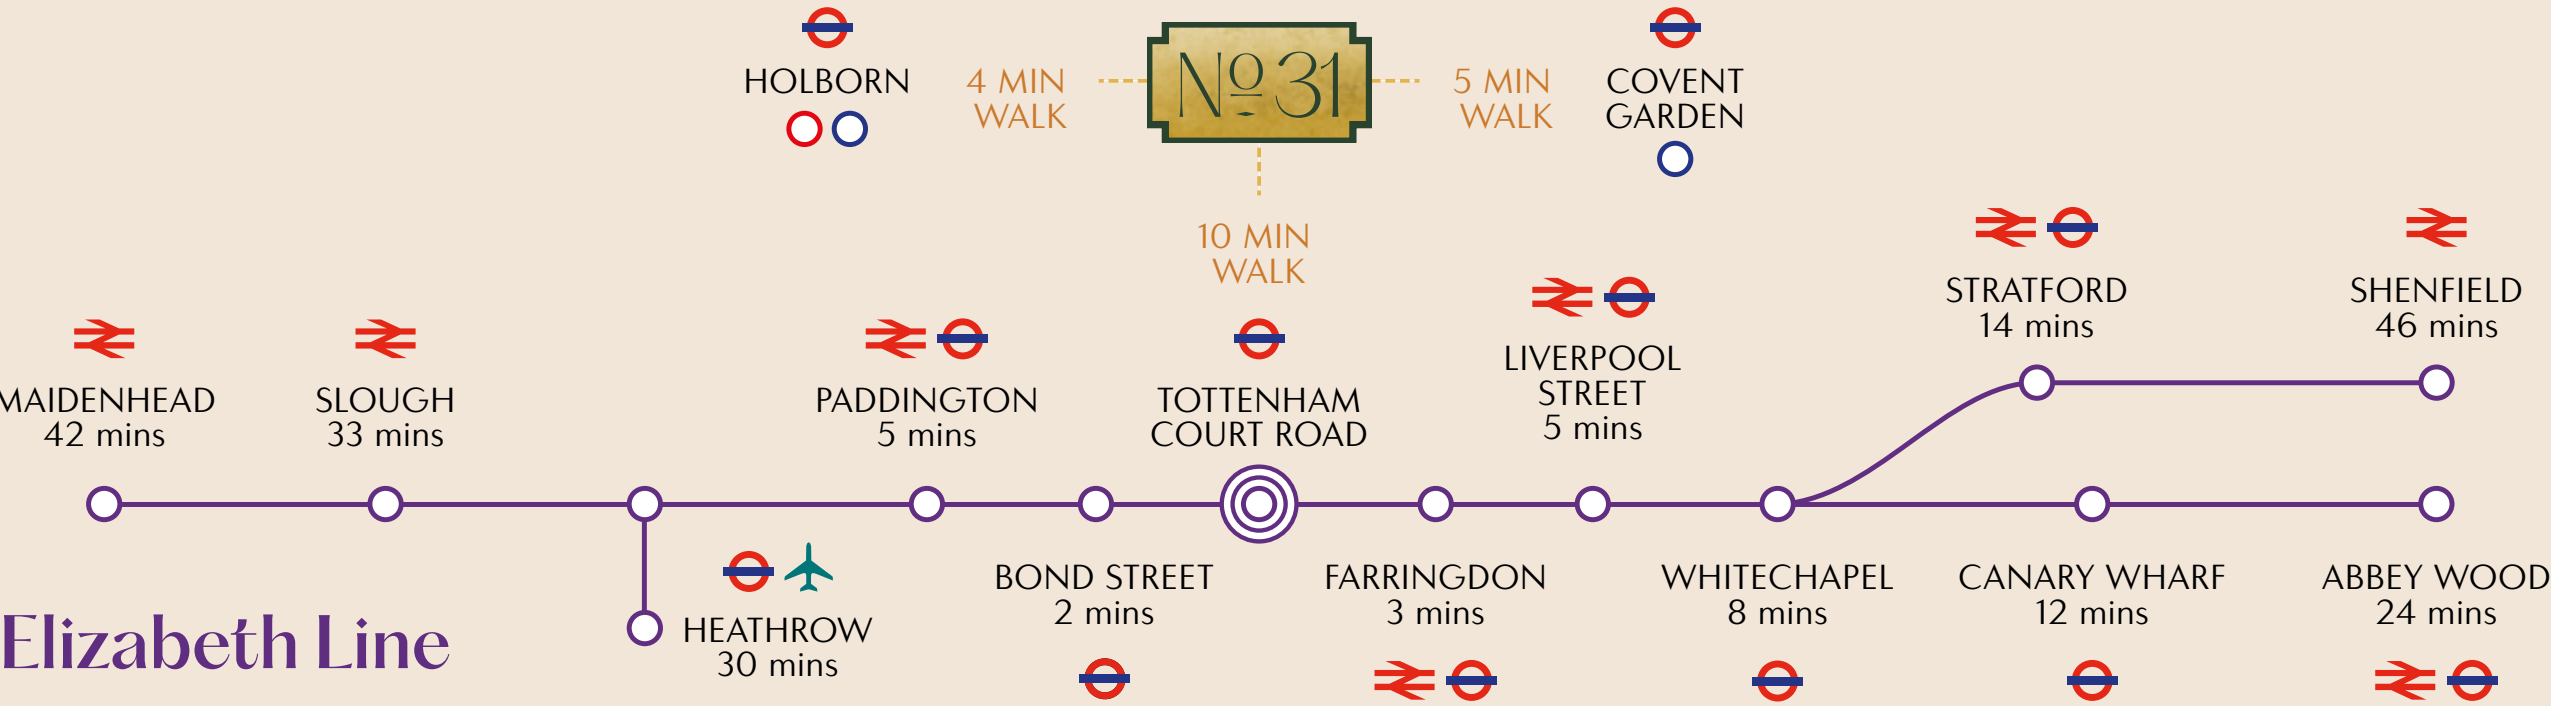 HOLBORN
4 MIN
WALK
Nº 31
5 MIN
WALK
COVENT
GARDEN
10 MIN
WALK
MAIDENHEAD
42 mins
SLOUGH
33 mins
PADDINGTON
5 mins
TOTTENHAM
COURT ROAD
LIVERPOOL
STREET
5 mins
STRATFORD
14 mins
SHENFIELD
46 mins
HEATHROW
30 mins
BOND STREET
2 mins
FARRINGDON
3 mins
WHITECHAPEL
8 mins
CANARY WHARF
12 mins
ABBEY WOOD
24 mins
Elizabeth Line